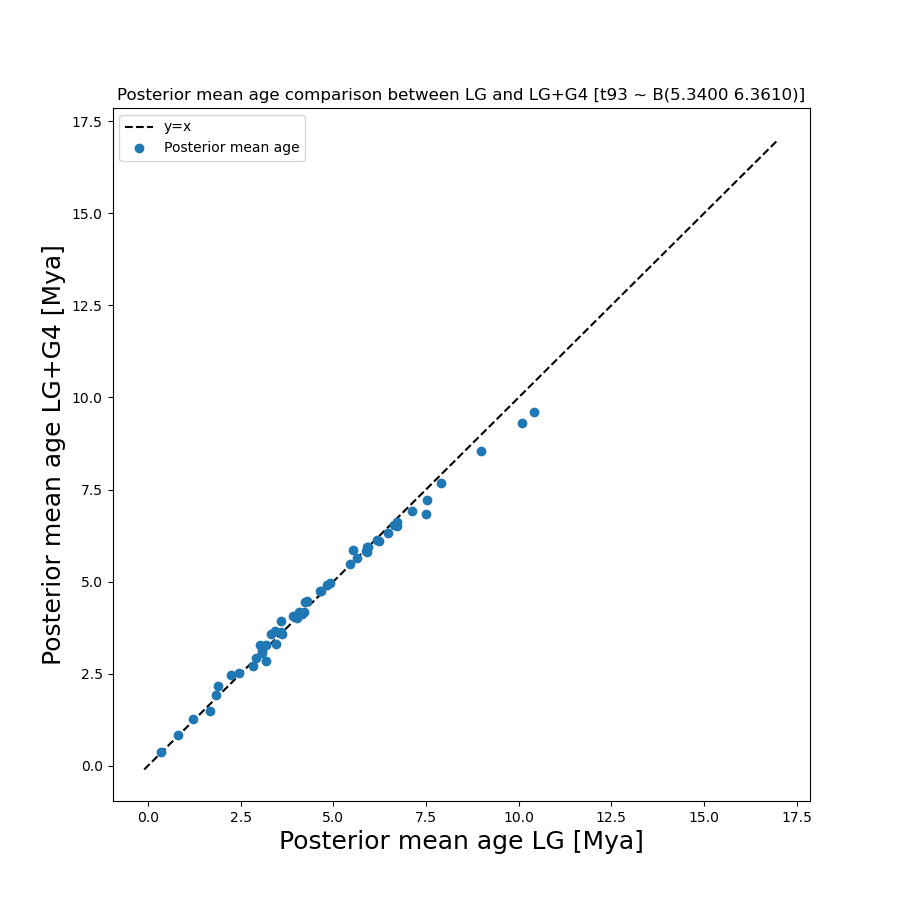 Posterior mean age comparison between LG and LG+G4 [t93 ~ B(5.3400 6.3610)]
y=x
Posterior mean age
17.5
15.0
12.5
10.0
7.5
5.0
2.5
0.0
Posterior mean age LG+G4 [Mya]
0.0 2.5 5.0 7.5 10.0 12.5 15.0 17.5
Posterior mean age LG [Mya]